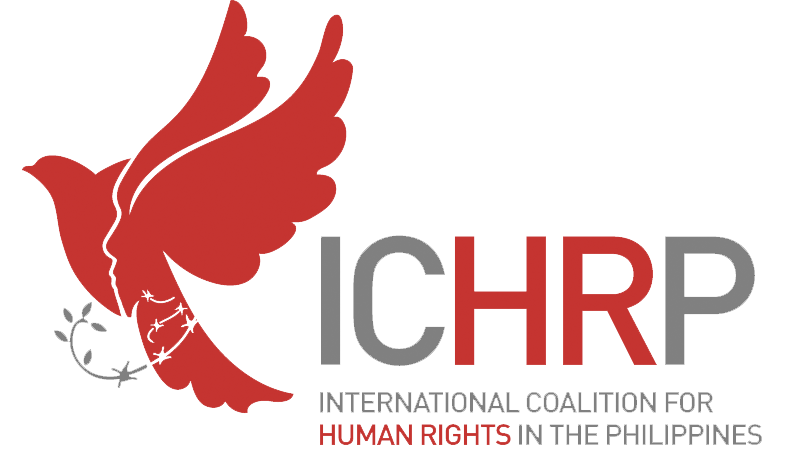 ICHRP
INTERNATIONAL COALITION FOR
HUMAN RIGHTS IN THE PHILIPPINES